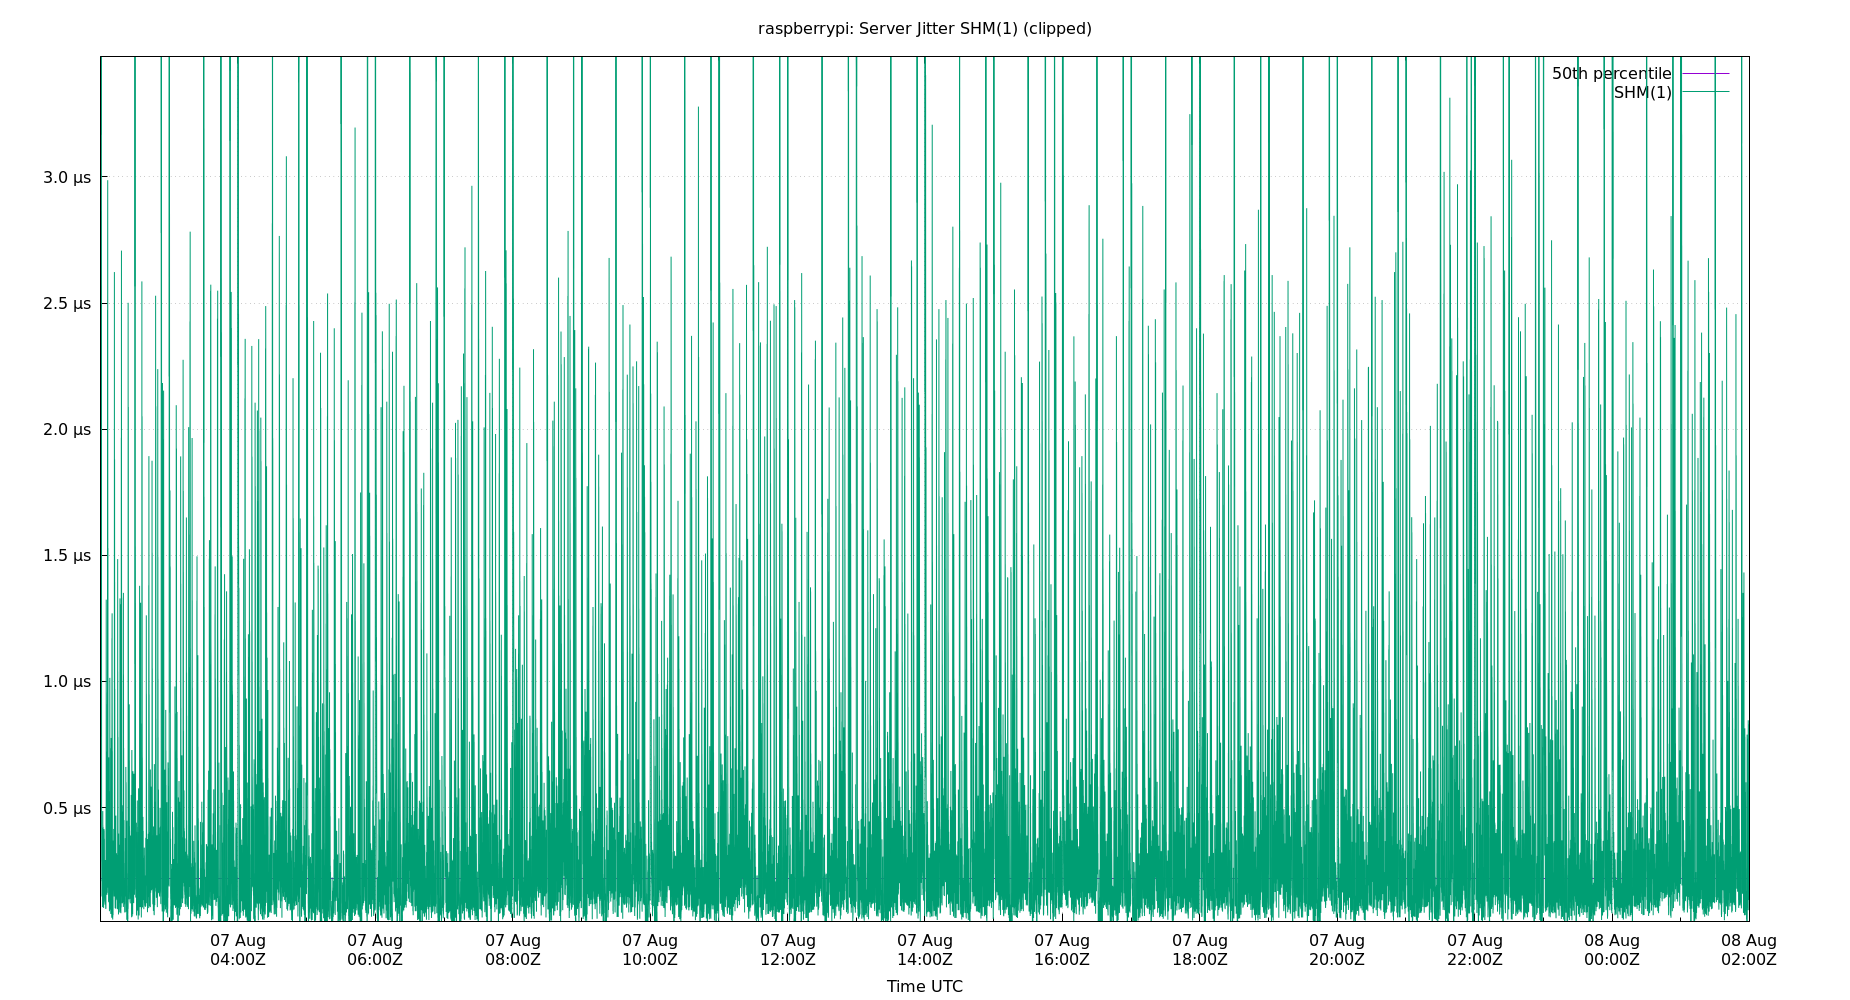 raspberrypi: Server Jitter SHM(1) (clipped)
50th percentile
SHM(1)
3.0 µs
2.5 µs
2.0 µs
1.5 µs
1.0 µs
0.5 µs
07 Aug 07 Aug 07 Aug 07 Aug 07 Aug 07 Aug 07 Aug 07 Aug 07 Aug 07 Aug 08 Aug 08 Aug
04:00Z 06:00Z 08:00Z 10:00Z 12:00Z 14:00Z 16:00Z 18:00Z 20:00Z 22:00Z 00:00Z 02:00Z
Time UTC